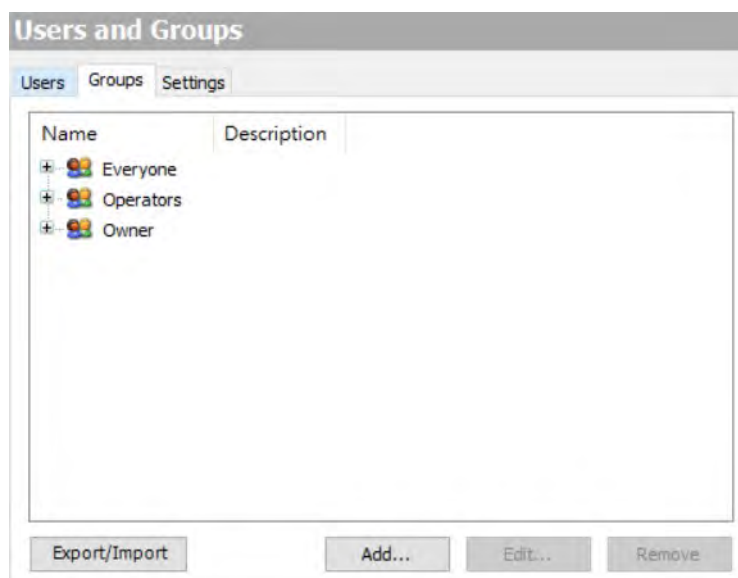 Users and Groups
Users Groups Settings
Name Description
Everyone
Operators
Owner
Export/Import Add... Edit... Remove